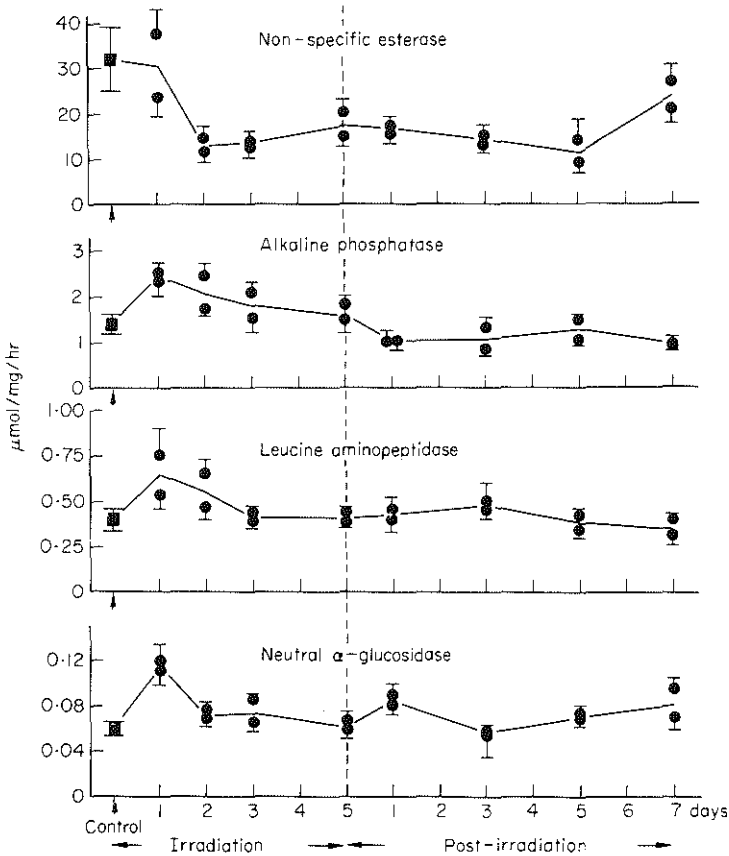 40
Non-specific esterase
30
20
10
0
Alkaline phosphatase
3
2
1
0
µmol/mg/hr
1·00
Leucine aminopeptidase
0·75
0·50
0·25
0
Neutral α-glucosidase
0·12
0·08
0·04
0
1 2 3 5 1 2 3 4 5 6 7 days
Control
Irradiation Post-irradiation